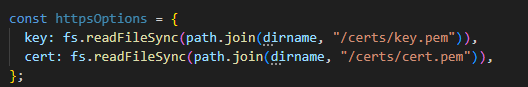 const httpsOptions = {
  key: fs.readFileSync(path.join(dirname, "/certs/key.pem")),
  cert: fs.readFileSync(path.join(dirname, "/certs/cert.pem")),
};